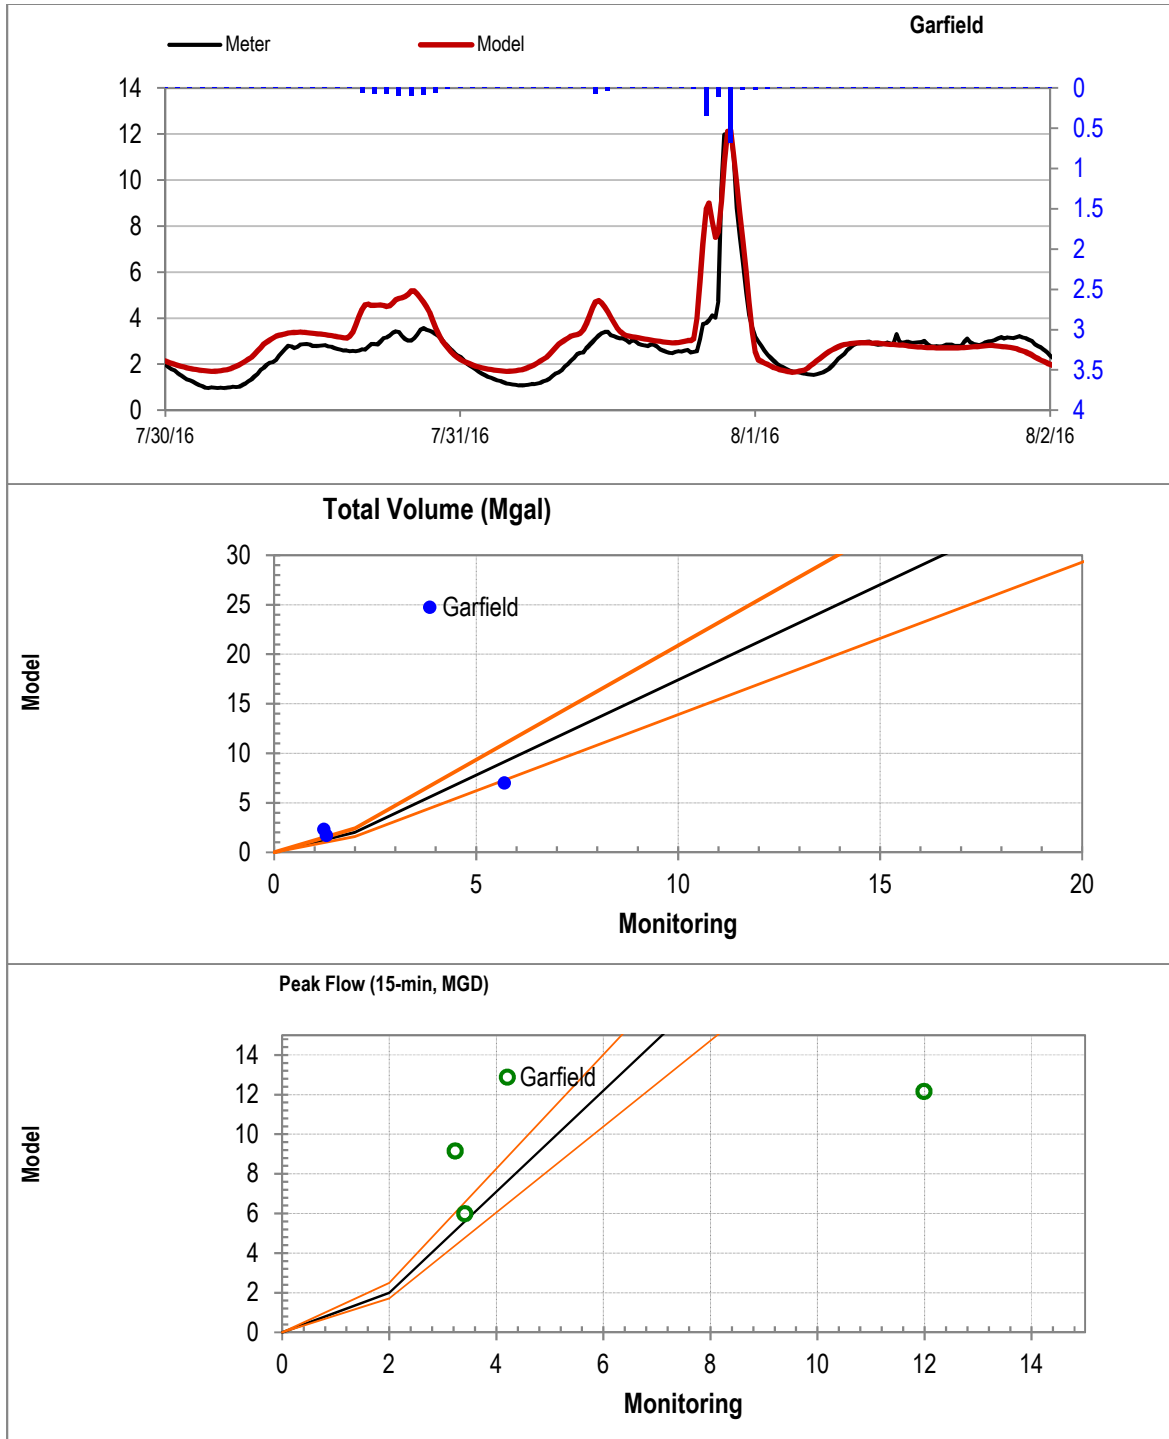 Garfield
Meter Model
14 0
12 0.5
10 1
8 1.5
2
6 2.5
4 3
2 3.5
0 4
7/30/16 7/31/16 8/1/16 8/2/16
Total Volume (Mgal)
30
25
Garfield
20
15
10
5
0
Model
0 5 10 15 20
Monitoring
Peak Flow (15-min, MGD)
14
Garfield
12
10
8
6
4
2
0
Model
0 2 4 6 8 10 12 14
Monitoring